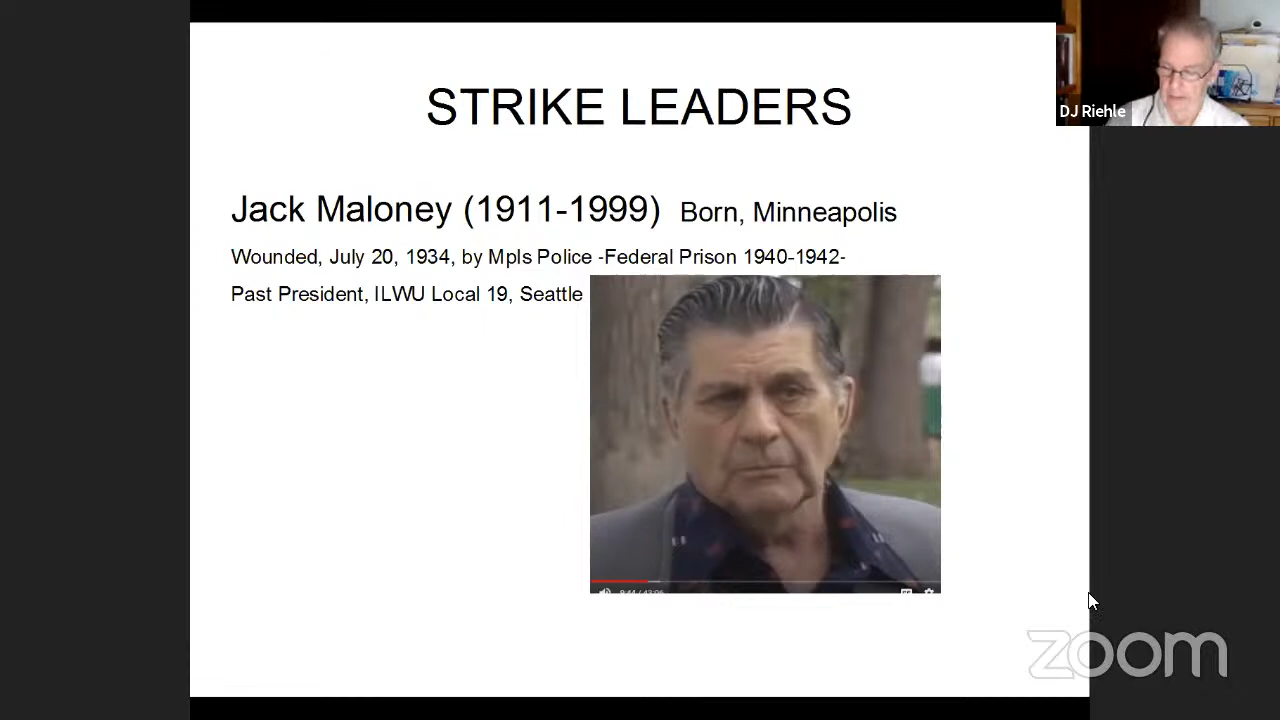 STRIKE LEADERS
DJ Riehle
Jack Maloney (1911-1999) Born, Minneapolis
Wounded, July 20, 1934, by Mpls Police -Federal Prison 1940-1942-
Past President, ILWU Local 19, Seattle
zoom